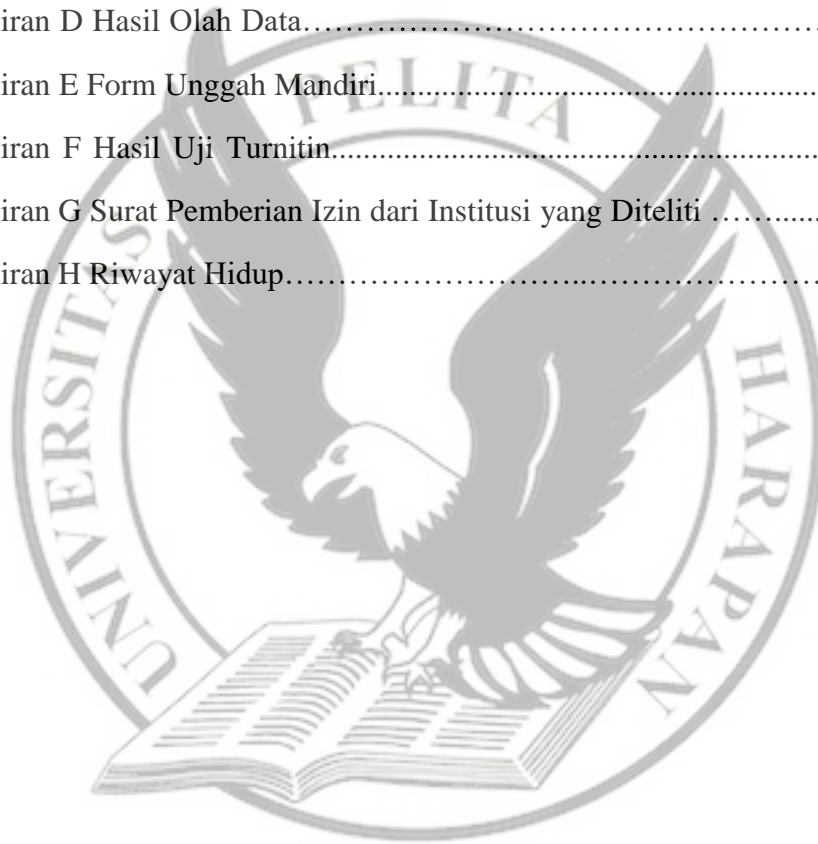 iran D Hasil Olah Data……………………………………………………
iran E Form Unggah Mandiri..............................................................
iran F Hasil Uji Turnitin....................................................................
iran G Surat Pemberian Izin dari Institusi yang Diteliti …….....
iran H Riwayat Hidup………………………..………………………
UNIVERSITAS PELITA HARAPAN